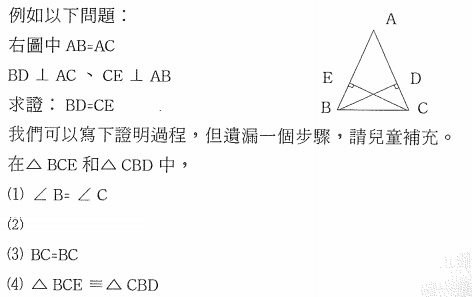 例如以下問題：
右圖中 AB=AC
BD ⊥ AC 、 CE ⊥ AB
求證： BD=CE
A
E
D
B
C
我們可以寫下證明過程，但遺漏一個步驟，請兒童補充。
在△ BCE 和△ CBD 中，
⑴ ∠ B= ∠ C
⑵
⑶ BC=BC
⑷ △ BCE ≡ △ CBD